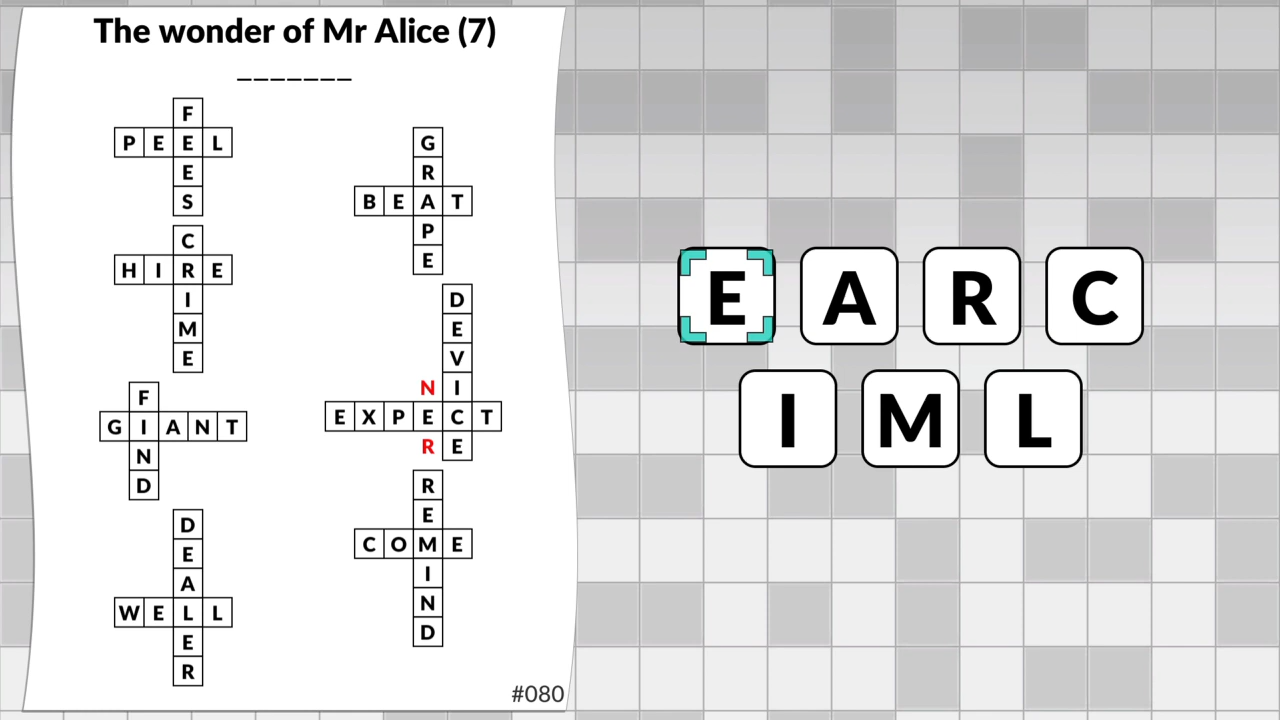 The wonder of Mr Alice (7)
_______
FEES
PEEL
CRIME
HIRE
FIND
GIANT
DEALER
WELL
GRAPE
BEAT
DEVICE
EXPECT
N
R
REMIND
COME
#080
E A R C
I M L